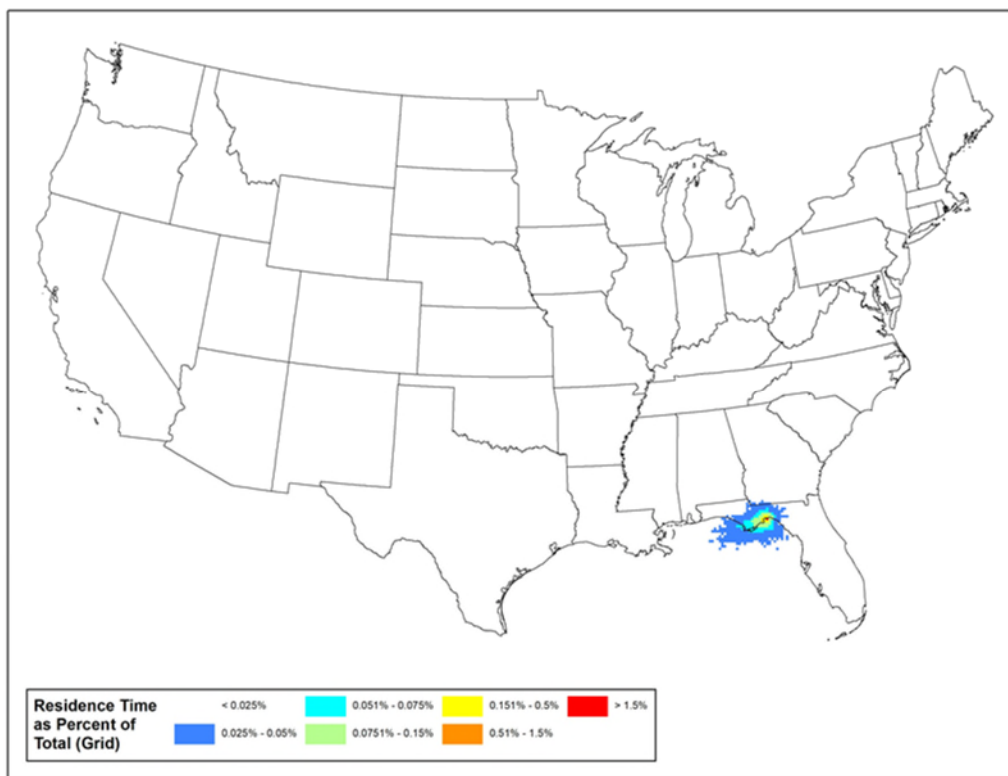 Residence Time
as Percent of
Total (Grid)
< 0.025%
0.051% - 0.075%
0.151% - 0.5%
> 1.5%
0.025% - 0.05%
0.0751% - 0.15%
0.51% - 1.5%